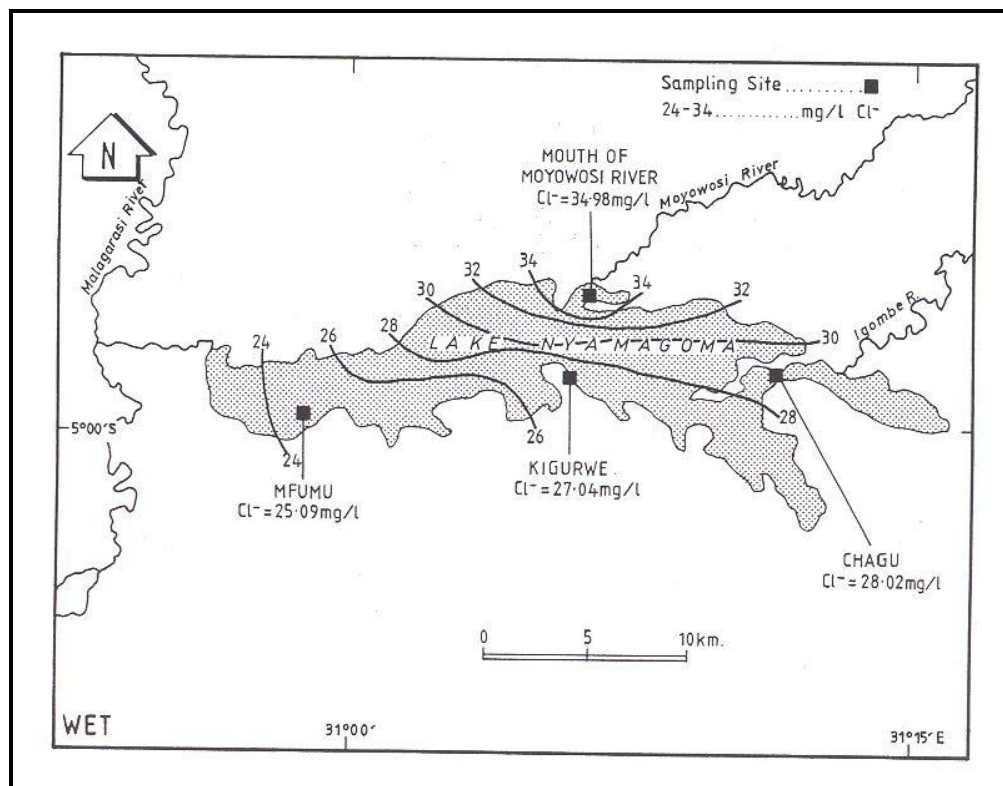 Sampling Site..........
24-34............mg/l Cl⁻
N
MOUTH OF
MOYOWOSI RIVER
Cl⁻=34·98mg/l
Moyowosi River
Malagarasi River
Igombe R.
34
32
34
30
32
28
LAKE NYAMAGOMA
30
26
24
28
5°00's
26
24
KIGURWE
Cl⁻=27·04mg/l
MFUMU
Cl⁻=25·09mg/l
CHAGU
Cl⁻=28·02mg/l
0 5 10km.
WET
31°00'
31°15'E